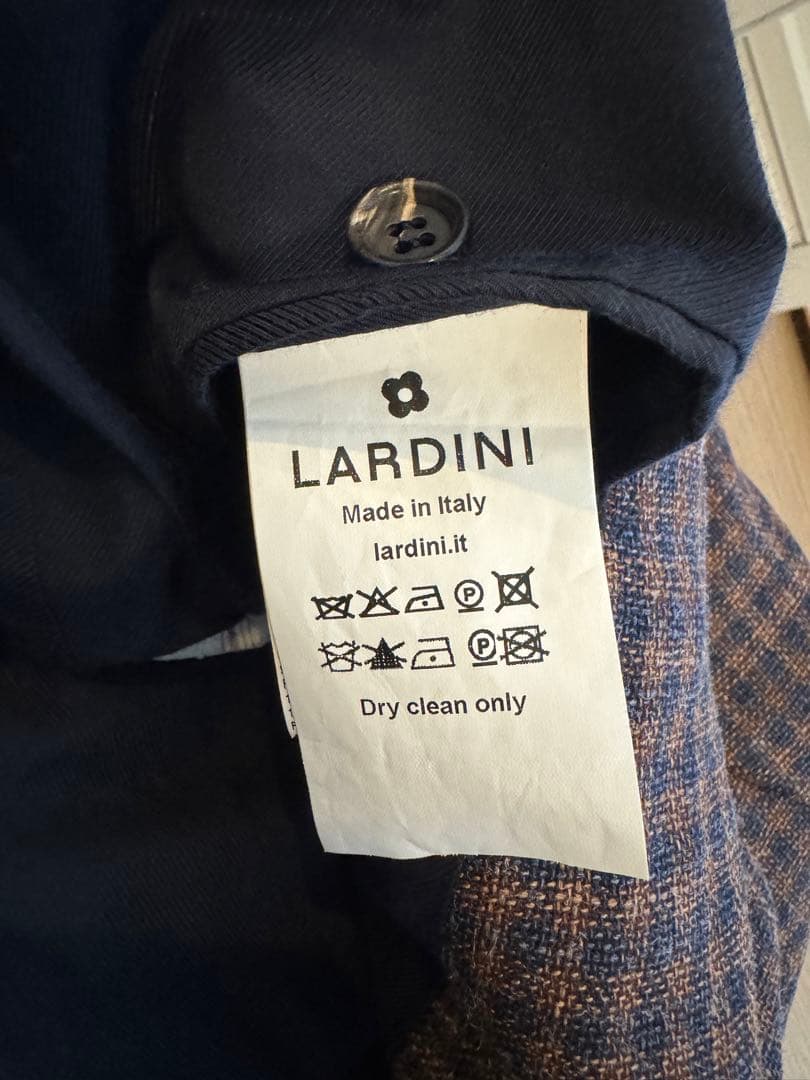 LARDINI
Made in Italy
lardini.it
P
P
Dry clean only